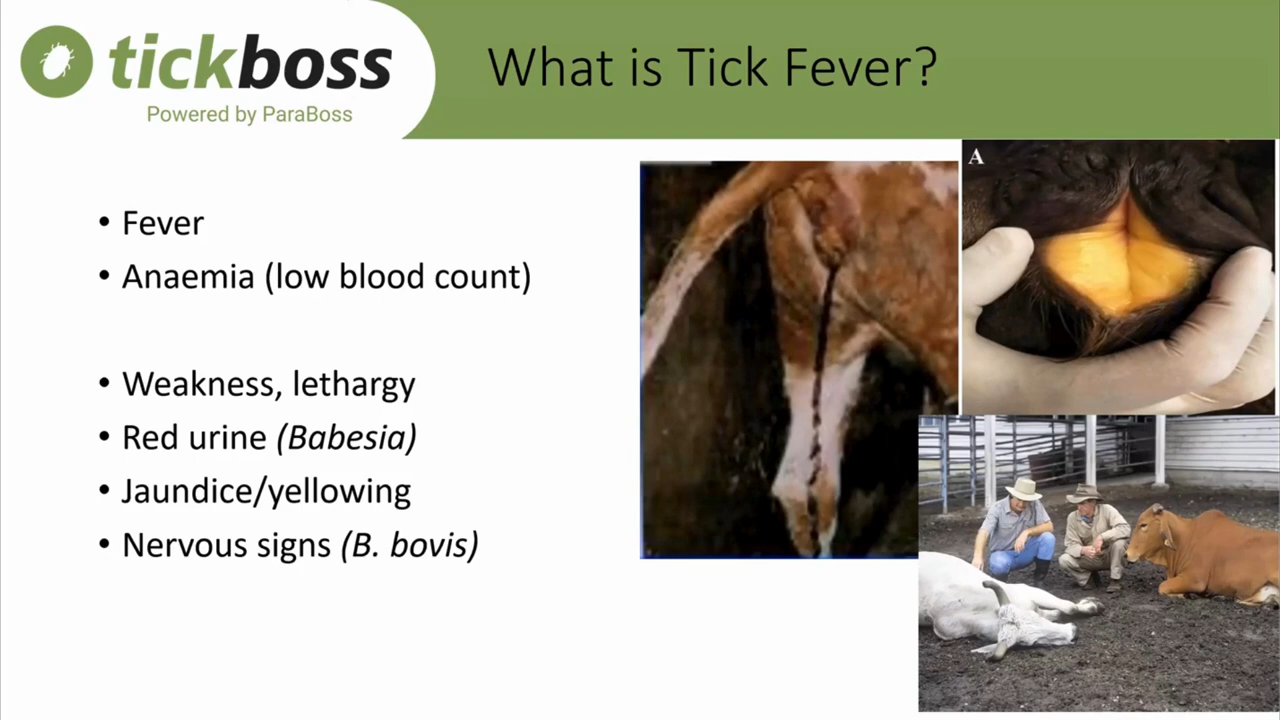 tickboss
Powered by ParaBoss
What is Tick Fever?
A
• Fever
• Anaemia (low blood count)
• Weakness, lethargy
• Red urine (Babesia)
• Jaundice/yellowing
• Nervous signs (B. bovis)